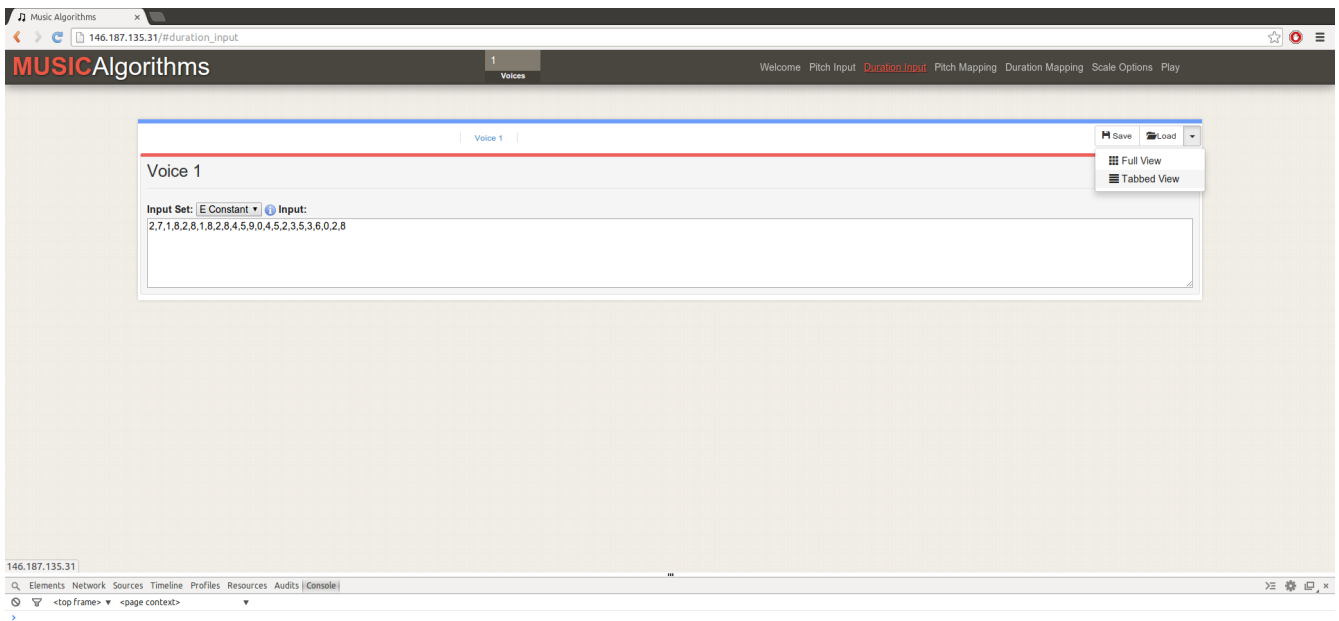 Music Algorithms ×
146.187.135.31/#duration_input
MUSICAlgorithms
1
Voices
Welcome Pitch Input Duration Input Pitch Mapping Duration Mapping Scale Options Play
Voice 1
Save Load
Full View
Tabbed View
Voice 1
Input Set: E Constant Input:
2,7,1,8,2,8,1,8,2,8,4,5,9,0,4,5,2,3,5,3,6,0,2,8
146.187.135.31
Elements Network Sources Timeline Profiles Resources Audits Console
<top frame> ▼ <page context> ▼
>